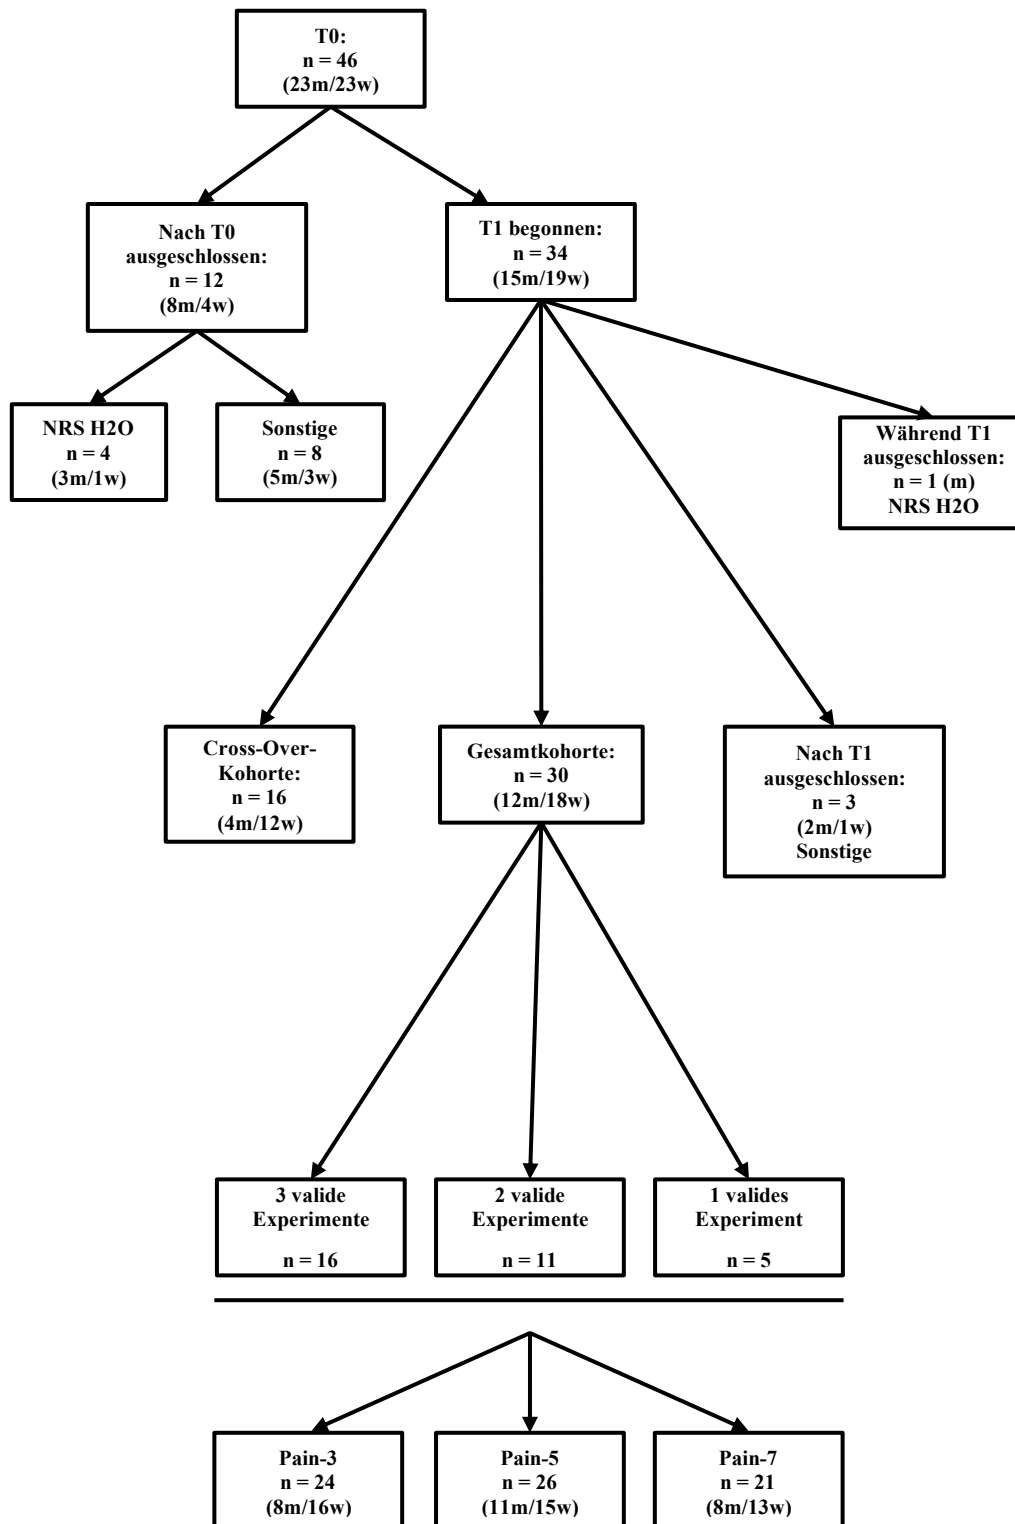 T0:
n = 46
(23m/23w)
Nach T0
ausgeschlossen:
n = 12
(8m/4w)
T1 begonnen:
n = 34
(15m/19w)
NRS H2O
n = 4
(3m/1w)
Sonstige
n = 8
(5m/3w)
Während T1
ausgeschlossen:
n = 1 (m)
NRS H2O
Cross-Over-
Kohorte:
n = 16
(4m/12w)
Gesamtkohorte:
n = 30
(12m/18w)
Nach T1
ausgeschlossen:
n = 3
(2m/1w)
Sonstige
3 valide
Experimente
n = 16
2 valide
Experimente
n = 11
1 valides
Experiment
n = 5
Pain-3
n = 24
(8m/16w)
Pain-5
n = 26
(11m/15w)
Pain-7
n = 21
(8m/13w)